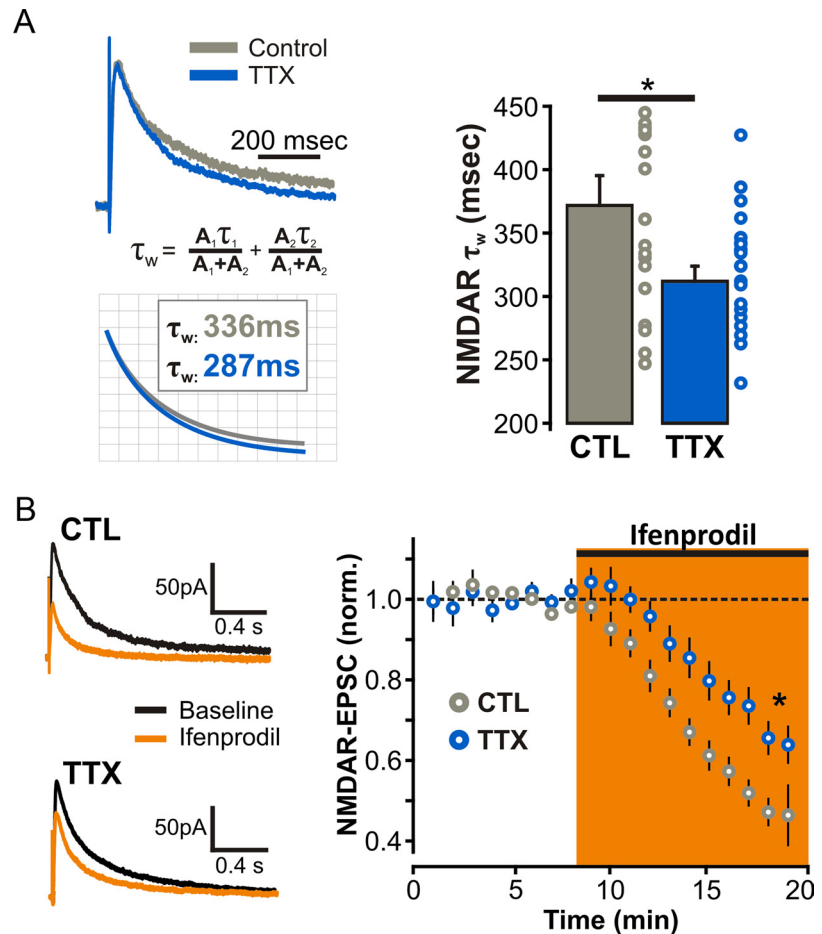 A
Control
TTX
200 msec
τw = A1τ1/A1+A2 + A2τ2/A1+A2
τw: 336ms
τw: 287ms
NMDAR τw (msec)
450
400
350
300
250
200
*
CTL
TTX
B
CTL
50pA
0.4 s
Baseline
Ifenprodil
TTX
50pA
0.4 s
Ifenprodil
NMDAR-EPSC (norm.)
1.0
0.8
0.6
0.4
CTL
TTX
*
0
5
10
15
20
Time (min)